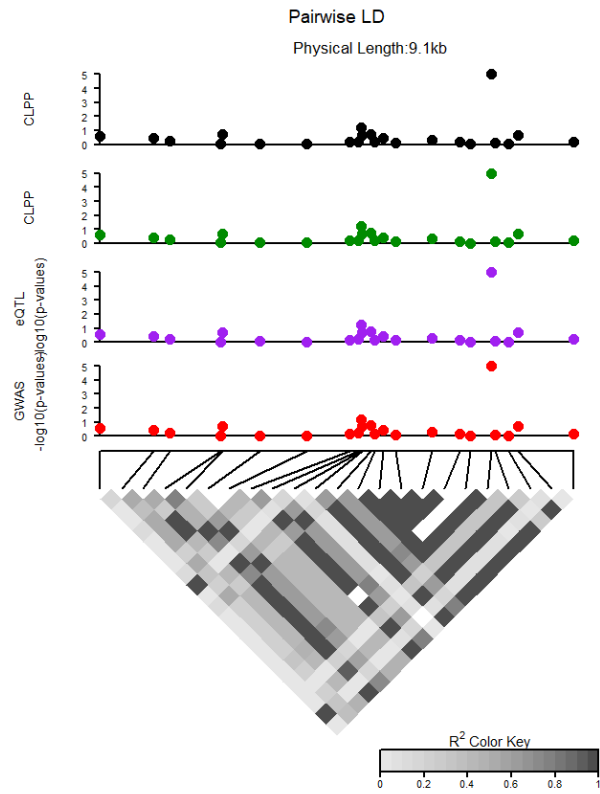 Pairwise LD
Physical Length:9.1kb
CLPP
5
4
3
2
1
0
CLPP
5
4
3
2
1
0
eQTL
-log10(p-values)
5
4
3
2
1
0
GWAS
-log10(p-values)
5
4
3
2
1
0
R2 Color Key
0 0.2 0.4 0.6 0.8 1